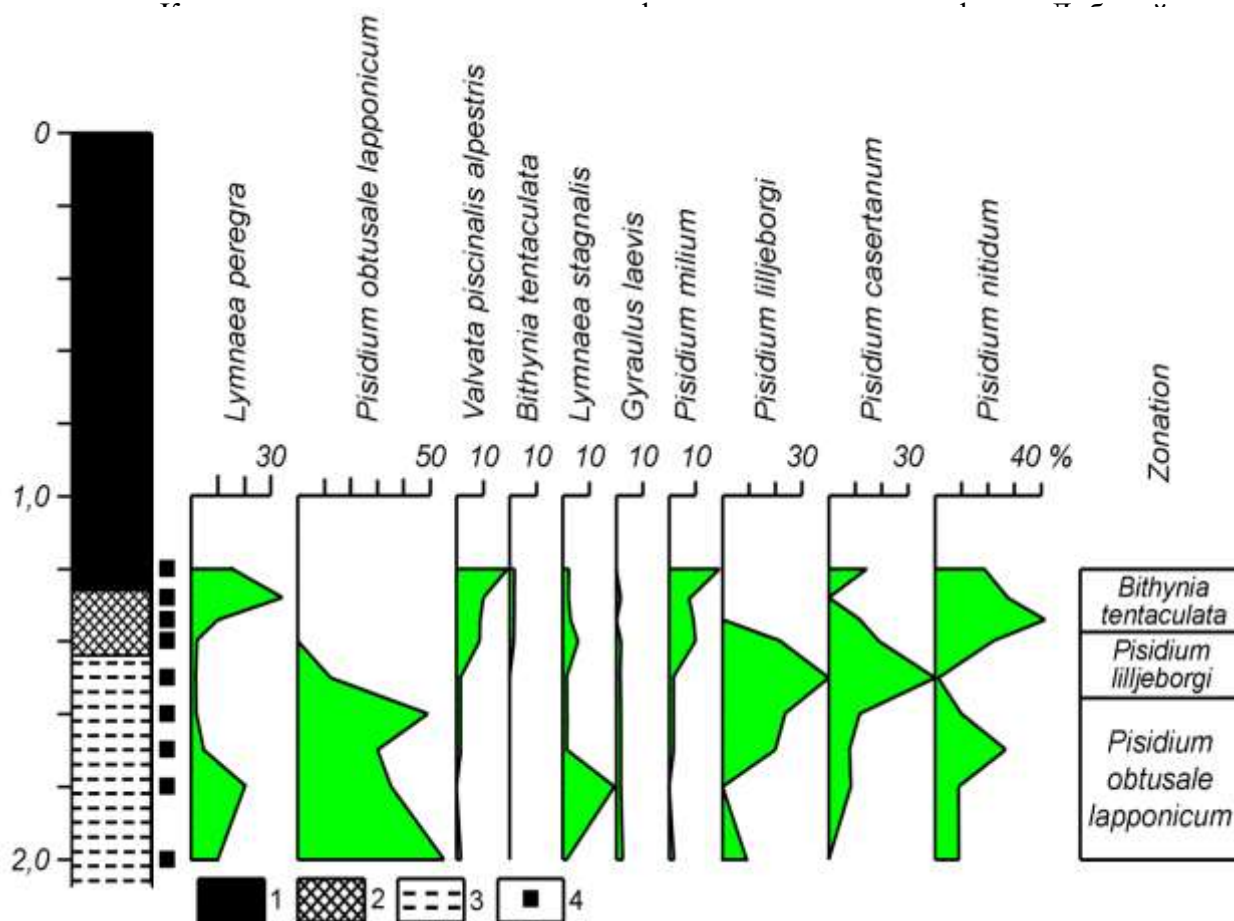 0
1,0
2,0
Lymnaea peregra
Pisidium obtusale lapponicum
Valvata piscinalis alpestris
Bithynia tentaculata
Lymnaea stagnalis
Gyraulus laevis
Pisidium milium
Pisidium lilljeborgi
Pisidium casertanum
Pisidium nitidum
Zonation
30 50 10 10 10 10 10 30 30 40 %
Bithynia
tentaculata
Pisidium
lilljeborgi
Pisidium
obtusale
lapponicum
1 2 3 4